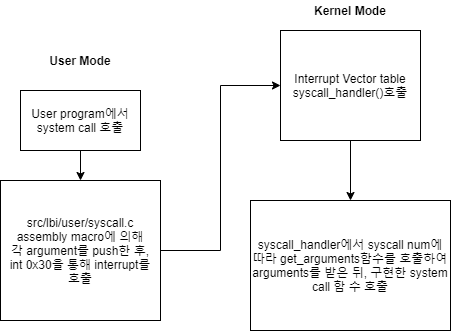 Kernel Mode
User Mode
Interrupt Vector table
syscall_handler()호출
User program에서
system call 호출
src/lbi/user/syscall.c
assembly macro에 의해
각 argument를 push한 후,
int 0x30을 통해 interrupt를
호출
syscall_handler에서 syscall num에
따라 get_arguments함수를 호출하여
arguments를 받은 뒤, 구현한 system
call 함 수 호출